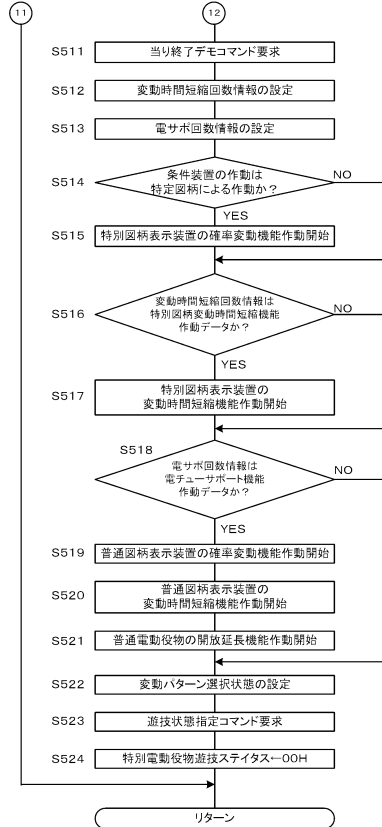 11
12
S511
当り終了デモコマンド要求
S512
変動時間短縮回数情報の設定
S513
電サポ回数情報の設定
S514
条件装置の作動は
特定図柄による作動か？
NO
YES
S515
特別図柄表示装置の確率変動機能作動開始
S516
変動時間短縮回数情報は
特別図柄変動時間短縮機能
作動データか？
NO
YES
S517
特別図柄表示装置の
変動時間短縮機能作動開始
S518
電サポ回数情報は
電チューサポート機能
作動データか？
NO
YES
S519
普通図柄表示装置の確率変動機能作動開始
S520
普通図柄表示装置の
変動時間短縮機能作動開始
S521
普通電動役物の開放延長機能作動開始
S522
変動パターン選択状態の設定
S523
遊技状態指定コマンド要求
S524
特別電動役物遊技ステイタス←00H
リターン